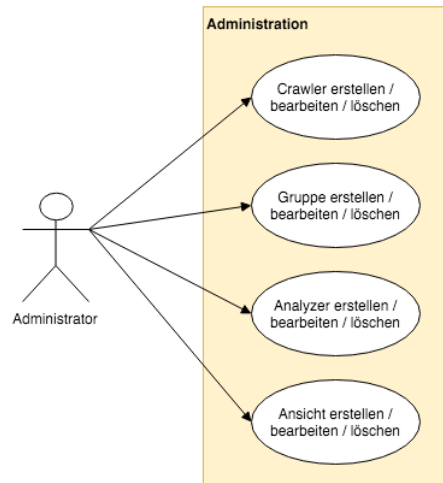 Administration
Crawler erstellen /
bearbeiten / löschen
Gruppe erstellen /
bearbeiten / löschen
Analyzer erstellen /
bearbeiten / löschen
Ansicht erstellen /
bearbeiten / löschen
Administrator